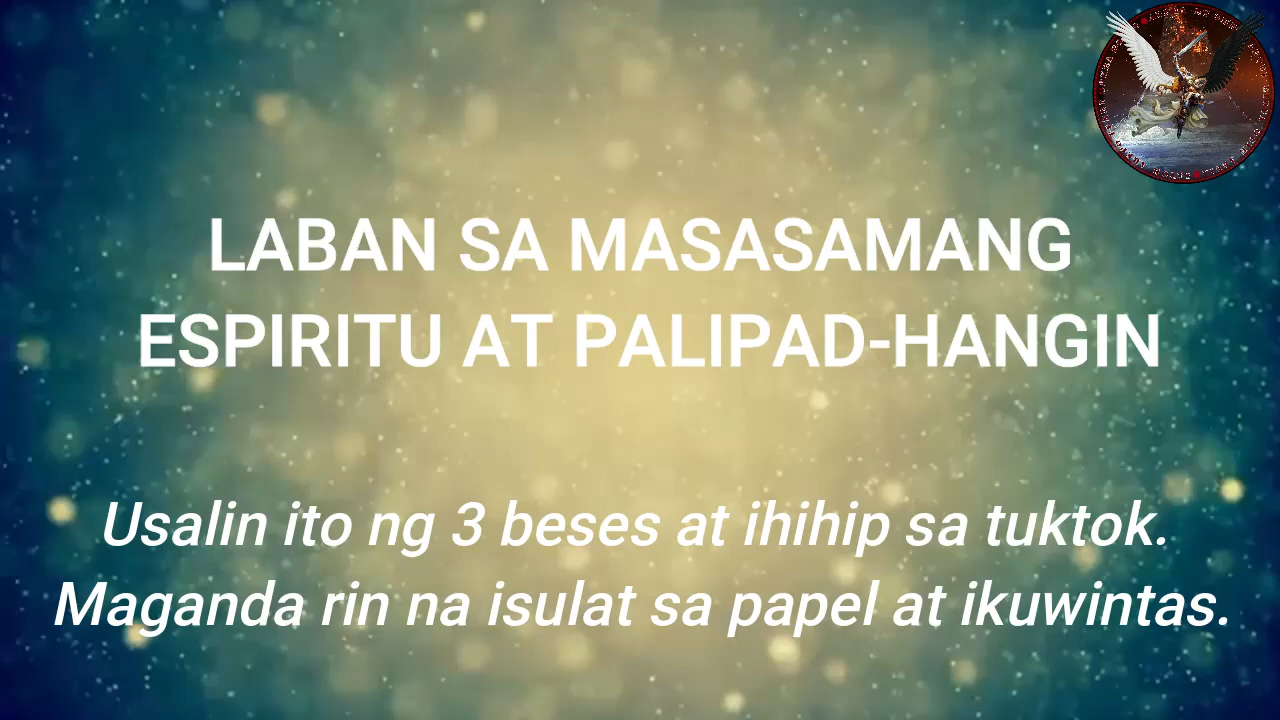 LABAN SA MASASAMANG
ESPIRITU AT PALIPAD-HANGIN
Usalin ito ng 3 beses at ihihip sa tuktok.
Maganda rin na isulat sa papel at ikuwintas.